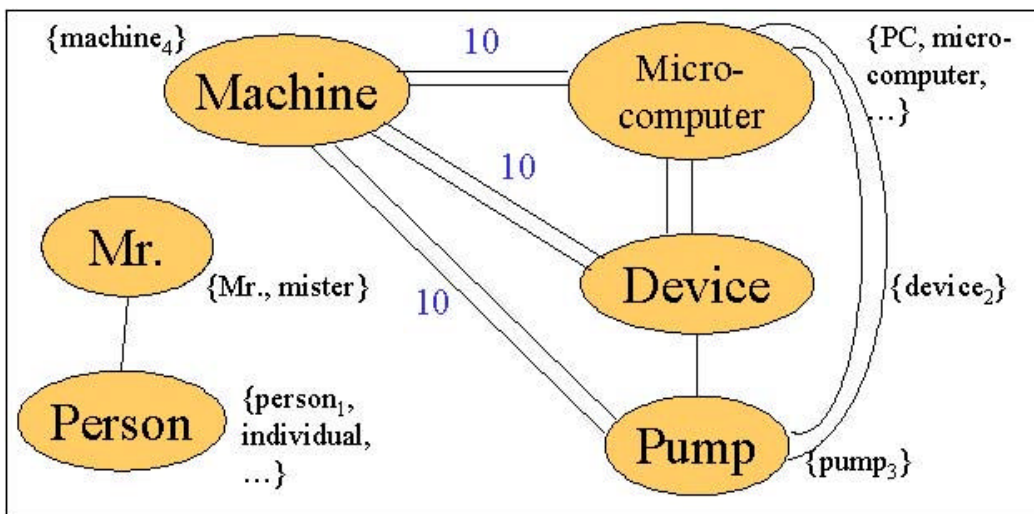 {machine₄}
Machine
10
Micro-
computer
{PC, micro-
computer,
…}
10
Mr.
{Mr., mister}
Device
{device₂}
10
Person
{person₁,
individual,
…}
Pump
{pump₃}